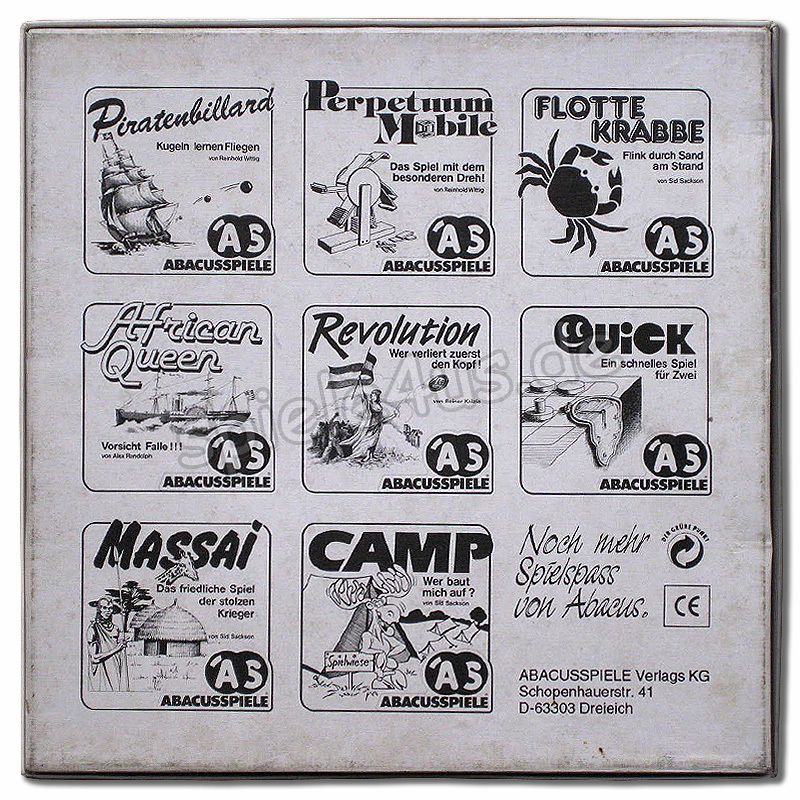 Piratenbillard
Kugeln lernen Fliegen
von Reinhold Wittig
AS
ABACUSSPIELE
Perpetuum
Mobile
Das Spiel mit dem
besonderen Dreh!
von Reinhold Wittig
AS
ABACUSSPIELE
FLOTTE
KRABBE
Flink durch Sand
am Strand
von Sid Sackson
AS
ABACUSSPIELE
African
Queen
Vorsicht Falle!!!
von Alex Randolph
AS
ABACUSSPIELE
Revolution
Wer verliert zuerst
den Kopf!
von Reiner Knizia
AS
ABACUSSPIELE
QUICK
Ein schnelles Spiel
für Zwei
AS
ABACUSSPIELE
MASSAI
Das friedliche Spiel
der stolzen
Krieger
von Sid Sackson
AS
ABACUSSPIELE
CAMP
Wer baut
mich auf?
von Sid Sackson
Spielwiese
AS
ABACUSSPIELE
Noch mehr
Spielspass
von Abacus.
DER GRÜNE PUNKT
CE
ABACUSSPIELE Verlags KG
Schopenhauerstr. 41
D-63303 Dreieich
spiele4us.de